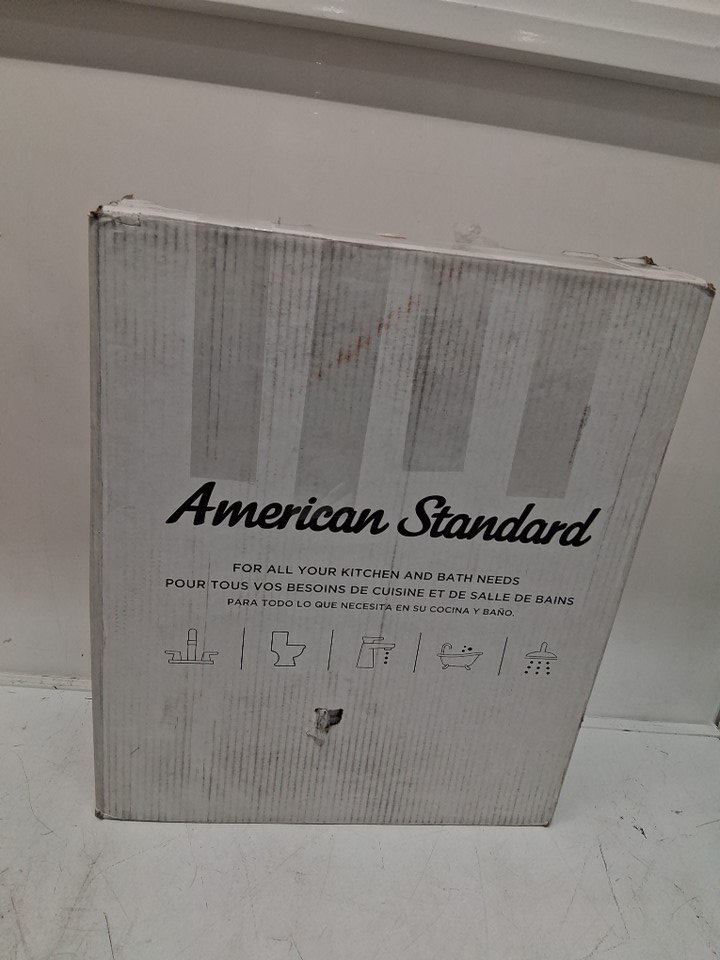 American Standard
FOR ALL YOUR KITCHEN AND BATH NEEDS
POUR TOUS VOS BESOINS DE CUISINE ET DE SALLE DE BAINS
PARA TODO LO QUE NECESITA EN SU COCINA Y BAÑO.